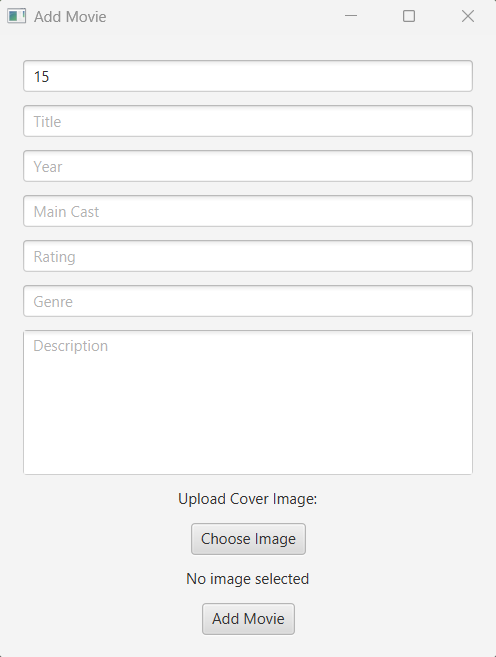 Add Movie
15
Title
Year
Main Cast
Rating
Genre
Description
Upload Cover Image:
Choose Image
No image selected
Add Movie